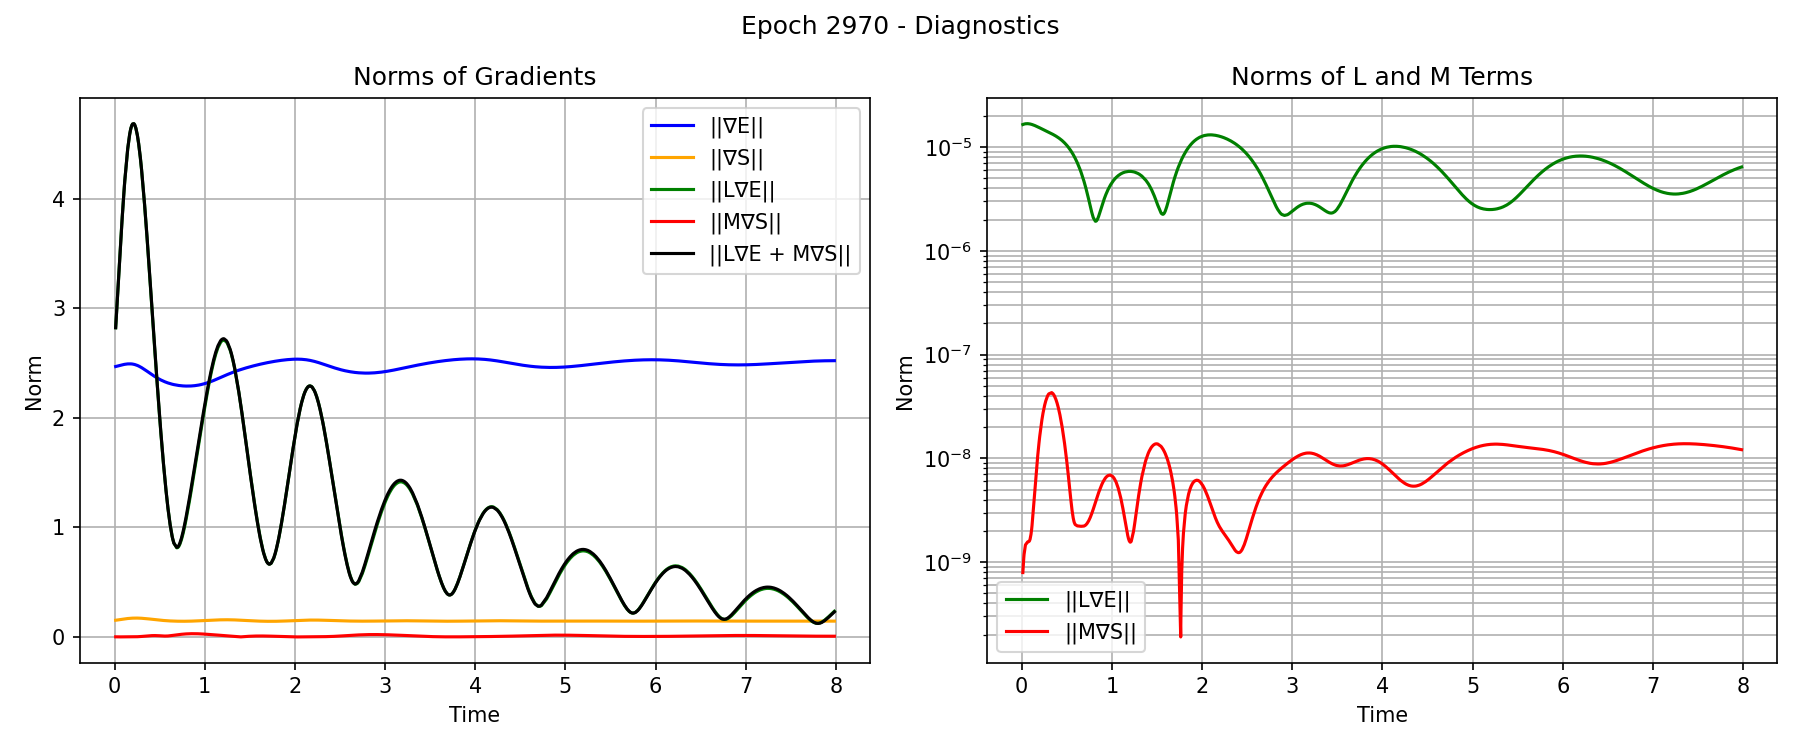 Epoch 2970 - Diagnostics
Norms of Gradients
Norm
4
3
2
1
0
0 1 2 3 4 5 6 7 8
Time
||∇E||
||∇S||
||L∇E||
||M∇S||
||L∇E + M∇S||
Norms of L and M Terms
Norm
10⁻⁵
10⁻⁶
10⁻⁷
10⁻⁸
10⁻⁹
0 1 2 3 4 5 6 7 8
Time
||L∇E||
||M∇S||